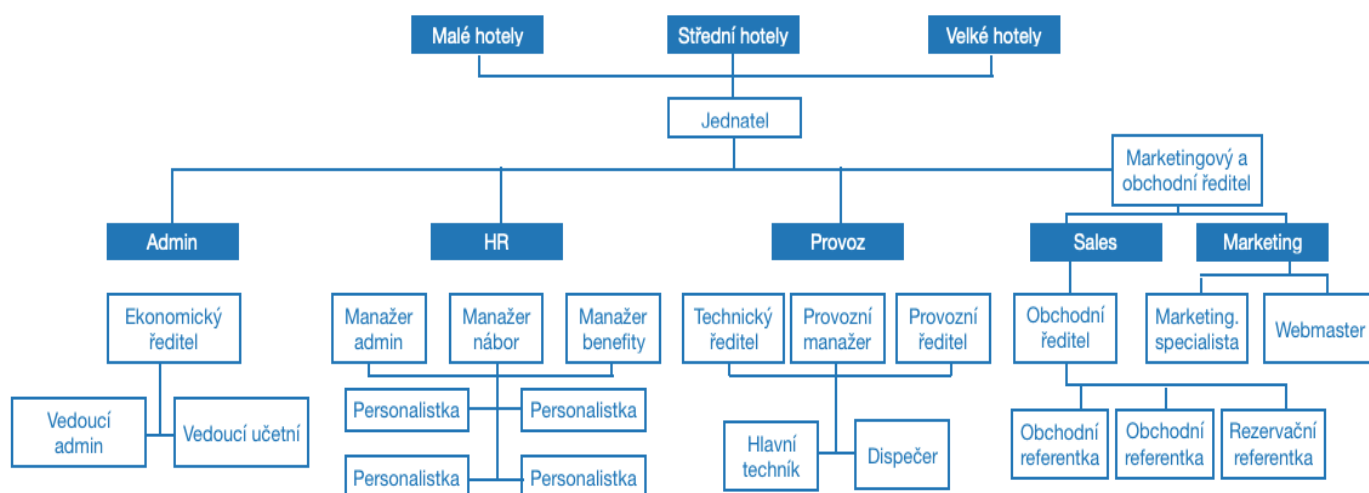 Malé hotely
Střední hotely
Velké hotely
Jednatel
Marketingový a
obchodní ředitel
Admin
HR
Provoz
Sales
Marketing
Ekonomický
ředitel
Manažer
admin
Manažer
nábor
Manažer
benefity
Technický
ředitel
Provozní
manažer
Provozní
ředitel
Obchodní
ředitel
Marketing.
specialista
Webmaster
Vedoucí
admin
Vedoucí učetní
Personalistka
Personalistka
Personalistka
Personalistka
Hlavní
techník
Dispečer
Obchodní
referentka
Obchodní
referentka
Rezervační
referentka